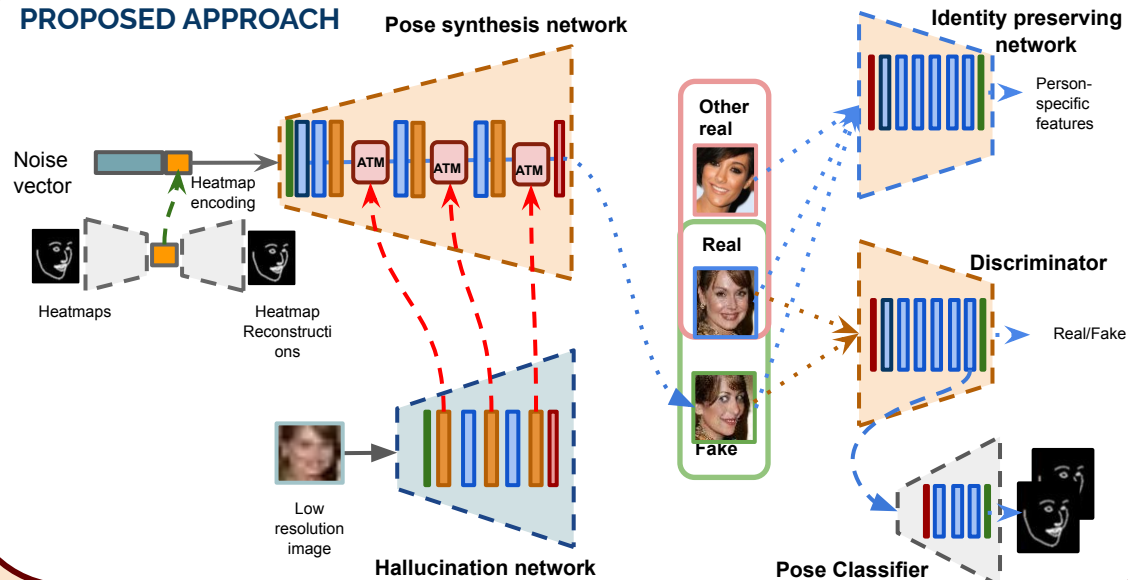 PROPOSED APPROACH
Pose synthesis network
Identity preserving
network
Person-
specific
features
Other
real
Noise
vector
Heatmap
encoding
ATM
ATM
ATM
Real
Heatmaps
Heatmap
Reconstructi
ons
Discriminator
Real/Fake
Fake
Low
resolution
image
Hallucination network
Pose Classifier